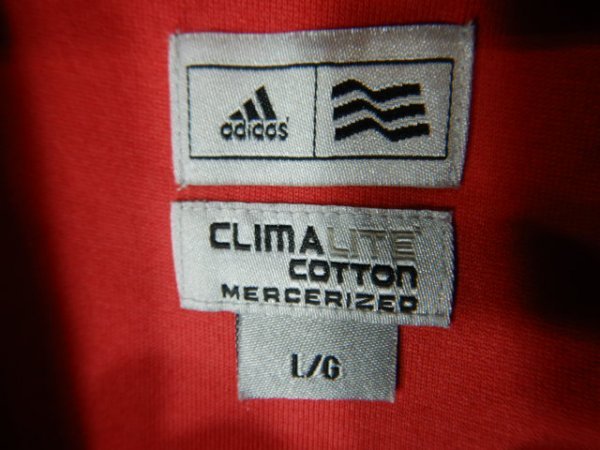 adidas
CLIMALITE
COTTON
MERCERIZED
L/G